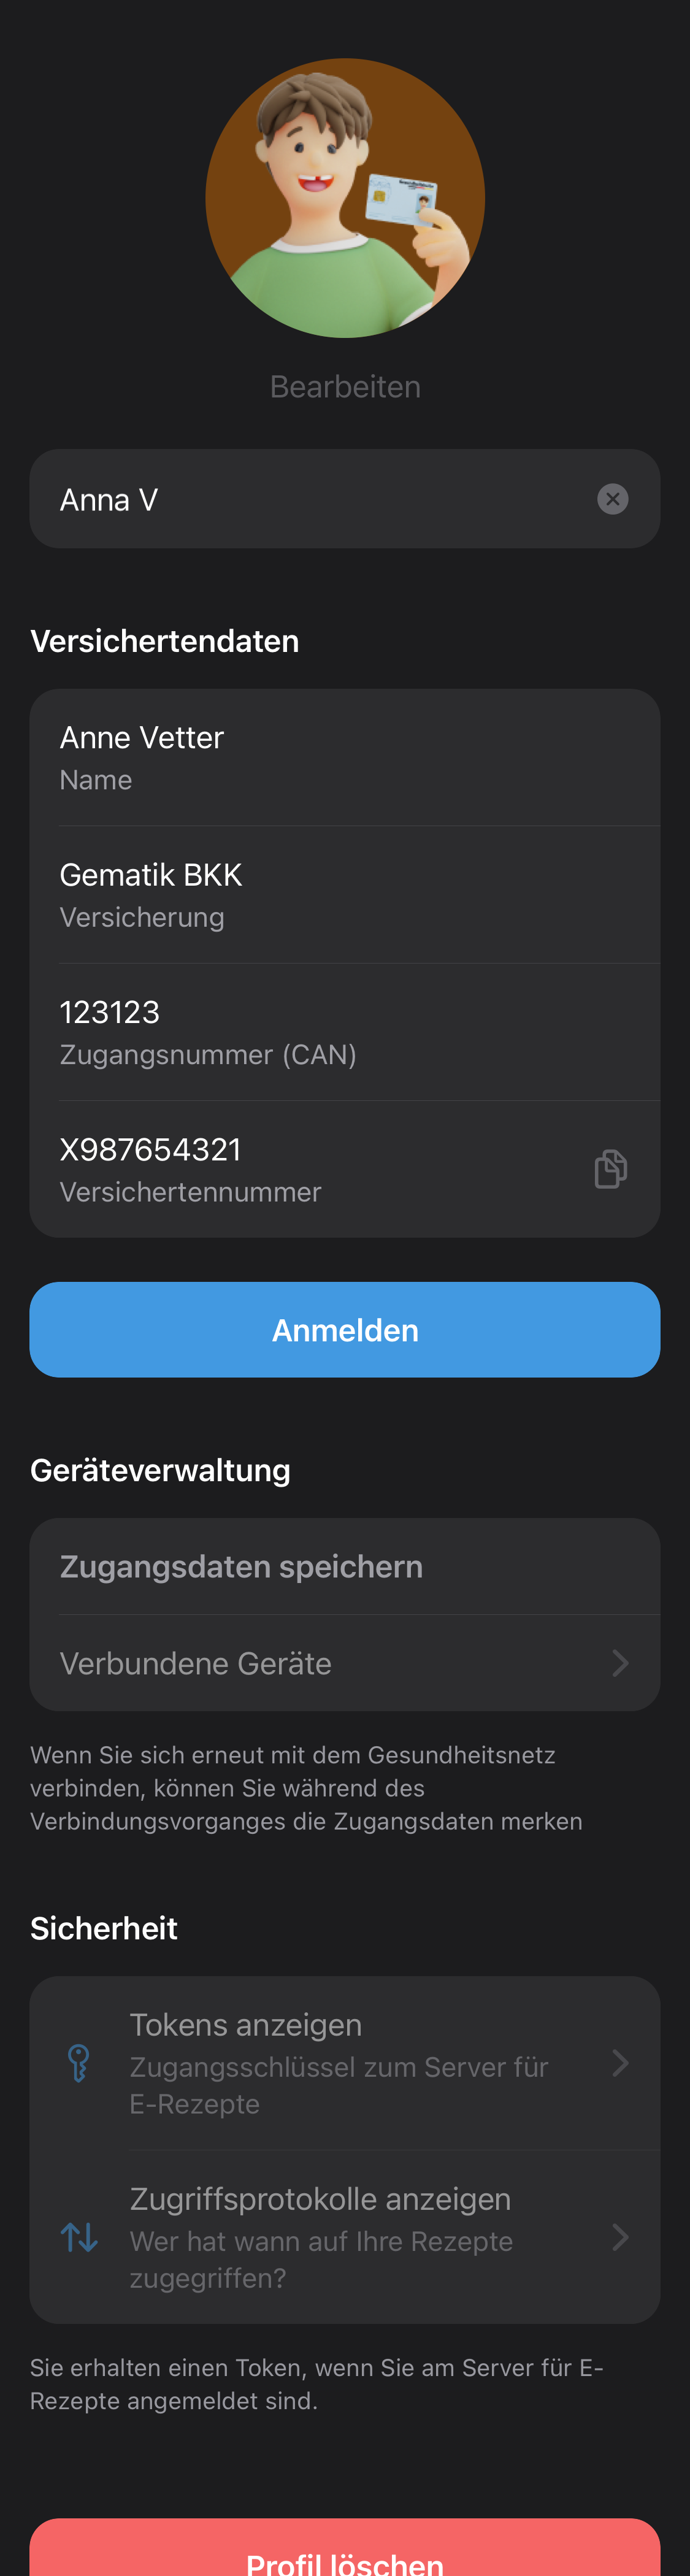 Bearbeiten
Anna V
Versichertendaten
Anne Vetter
Name
Gematik BKK
Versicherung
123123
Zugangsnummer (CAN)
X987654321
Versichertennummer
Anmelden
Geräteverwaltung
Zugangsdaten speichern
Verbundene Geräte
Wenn Sie sich erneut mit dem Gesundheitsnetz
verbinden, können Sie während des
Verbindungsvorganges die Zugangsdaten merken
Sicherheit
Tokens anzeigen
Zugangsschlüssel zum Server für
E-Rezepte
Zugriffsprotokolle anzeigen
Wer hat wann auf Ihre Rezepte
zugegriffen?
Sie erhalten einen Token, wenn Sie am Server für E-
Rezepte angemeldet sind.
Profil löschen